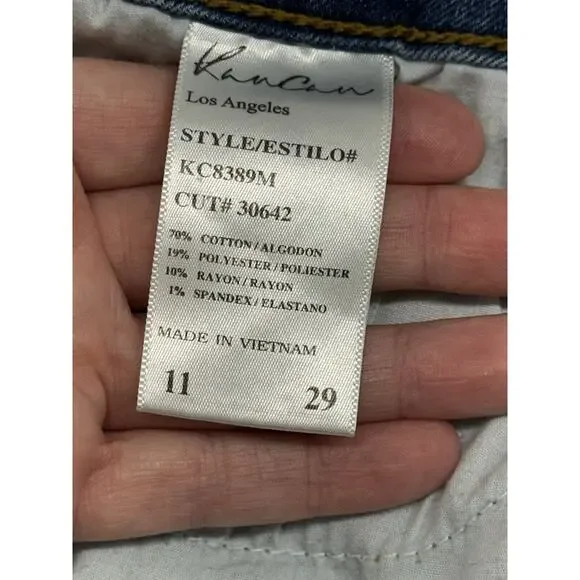 KanCan
Los Angeles
STYLE/ESTILO#
KC8389M
CUT# 30642
70% COTTON/ALGODON
19% POLYESTER/POLIESTER
10% RAYON/RAYON
1% SPANDEX/ELASTANO
MADE IN VIETNAM
11 29